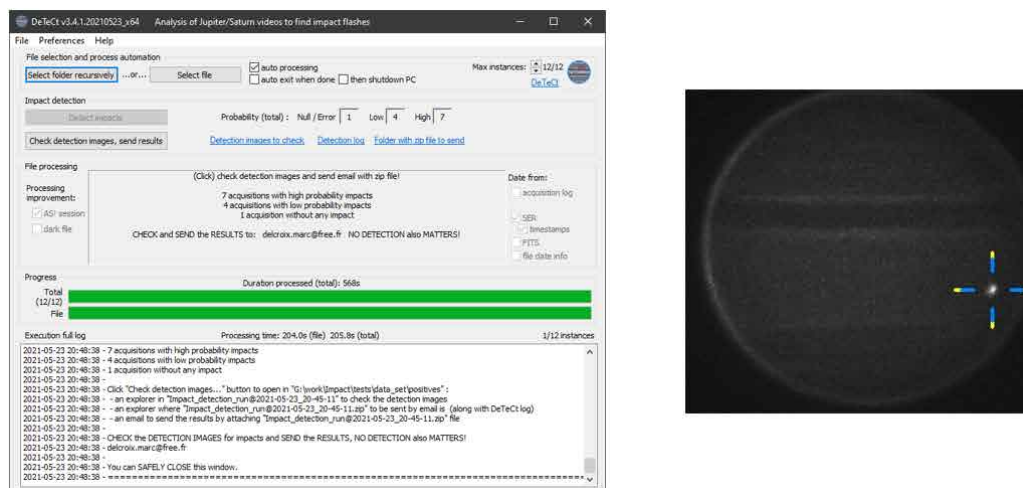 DeTeCt v3.4.1.20210523_x64 Analysis of Jupiter/Saturn videos to find impact flashes
File Preferences Help
File selection and process automation
Select folder recursively ...or... Select file
auto processing
auto exit when done then shutdown PC
Max instances: 12/12
DeTeCt
Impact detection
Detect impacts
Probability (total) : Null / Error 1 Low 4 High 7
Check detection images, send results
Detection images to check Detection log Folder with zip file to send
File processing
Processing improvement:
AS! session
dark file
(Click) check detection images and send email with zip file!
7 acquisitions with high probability impacts
4 acquisitions with low probability impacts
1 acquisition without any impact
CHECK and SEND the RESULTS to: delcroix.marc@free.fr NO DETECTION also MATTERS!
Date from:
acquisition log
SER
timestamps
FITS
file date info
Progress
Duration processed (total): 568s
Total
(12/12)
File
Execution full log Processing time: 204.0s (file) 205.8s (total) 1/12 instances
2021-05-23 20:48:38 - 7 acquisitions with high probability impacts
2021-05-23 20:48:38 - 4 acquisitions with low probability impacts
2021-05-23 20:48:38 - 1 acquisition without any impact
2021-05-23 20:48:38 -
2021-05-23 20:48:38 - Click "Check detection images..." button to open in "G:\work\Impact\tests\data_set\positives" :
2021-05-23 20:48:38 - - an explorer in "Impact_detection_run@2021-05-23_20-45-11" to check the detection images
2021-05-23 20:48:38 - - an explorer where "Impact_detection_run@2021-05-23_20-45-11.zip" to be sent by email is (along with DeTeCt log)
2021-05-23 20:48:38 - - an email to send the results by attaching "Impact_detection_run@2021-05-23_20-45-11.zip" file
2021-05-23 20:48:38 -
2021-05-23 20:48:38 - CHECK the DETECTION IMAGES for impacts and SEND the RESULTS, NO DETECTION also MATTERS!
2021-05-23 20:48:38 - delcroix.marc@free.fr
2021-05-23 20:48:38 -
2021-05-23 20:48:38 - You can SAFELY CLOSE this window.
2021-05-23 20:48:38 - ====================================================